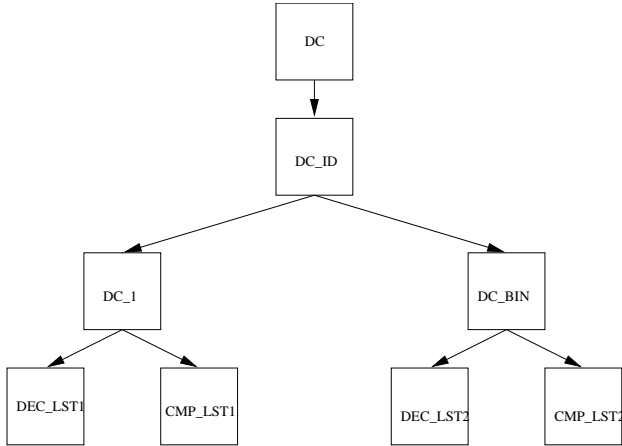 DC
DC_ID
DC_1
DC_BIN
DEC_LST1
CMP_LST1
DEC_LST2
CMP_LST2